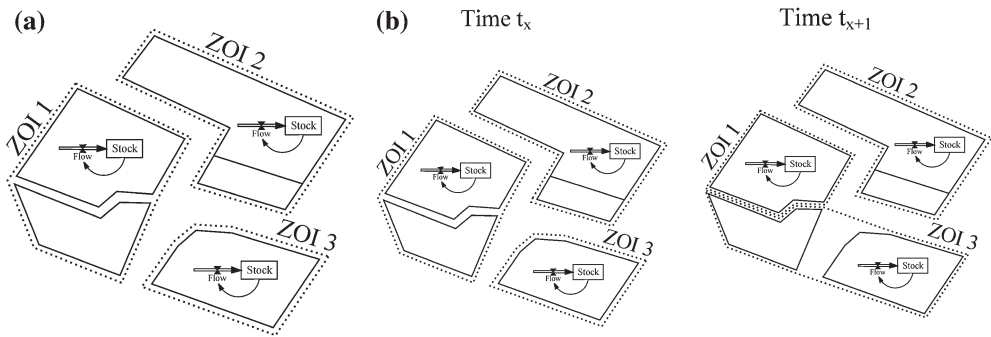 (a)
ZOI 1
Flow
Stock
ZOI 2
Flow
Stock
ZOI 3
Flow
Stock
(b)
Time tx
ZOI 1
Flow
Stock
ZOI 2
Flow
Stock
ZOI 3
Flow
Stock
Time tx+1
ZOI 1
Flow
Stock
ZOI 2
Flow
Stock
ZOI 3
Flow
Stock